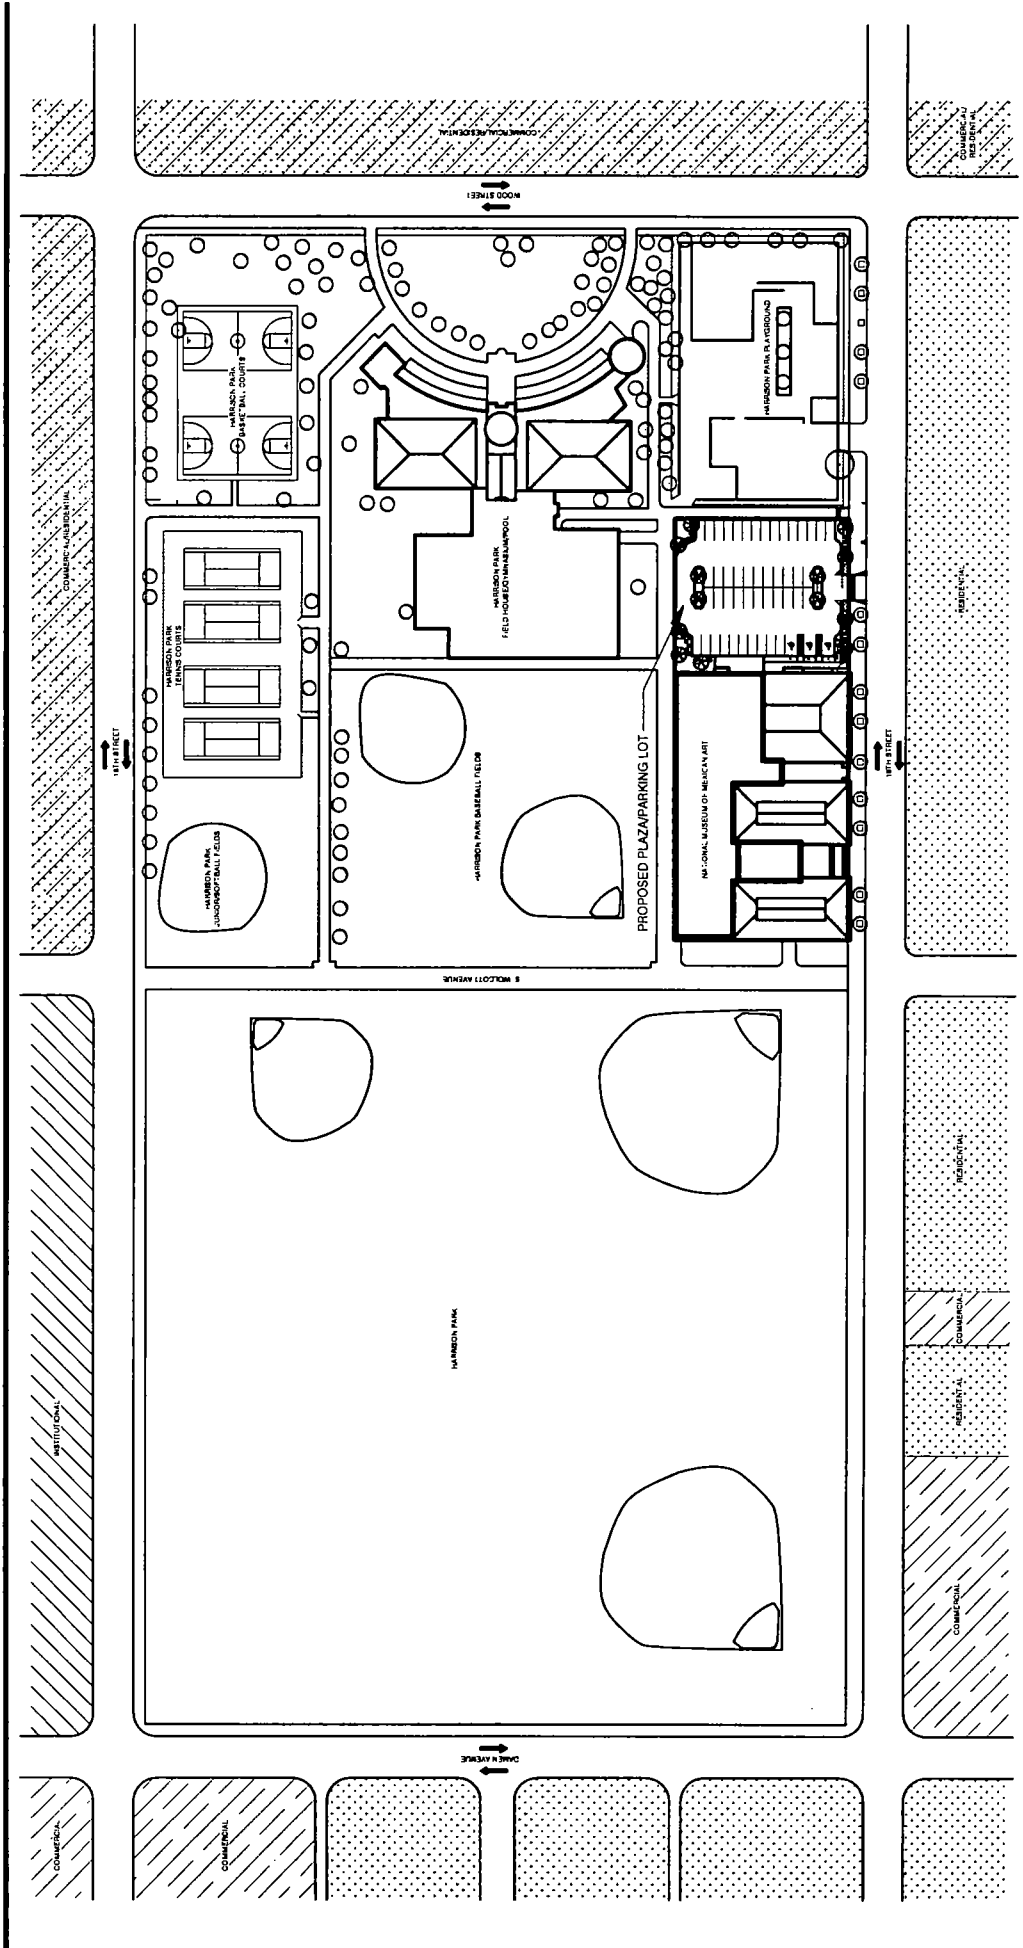 COMMERCIAL/RESIDENTIAL
COMMERCIAL/
RESIDENTIAL
WOOD STREET
HARRISON PARK
BASKETBALL COURTS
HARRISON PARK PLAYGROUND
COMMERCIAL/RESIDENTIAL
HARRISON PARK
FIELD HOUSE/GYMNASIUM/POOL
RESIDENTIAL
HARRISON PARK
TENNIS COURTS
18TH STREET
HARRISON PARK
JUNIOR/SOFTBALL FIELDS
HARRISON PARK BASEBALL FIELDS
PROPOSED PLAZA/PARKING LOT
NATIONAL MUSEUM OF MEXICAN ART
19TH STREET
S WOLCOTT AVENUE
RESIDENTIAL
HARRISON PARK
COMMERCIAL
INSTITUTIONAL
RESIDENTIAL
COMMERCIAL
DAMEN AVENUE
COMMERCIAL
COMMERCIAL